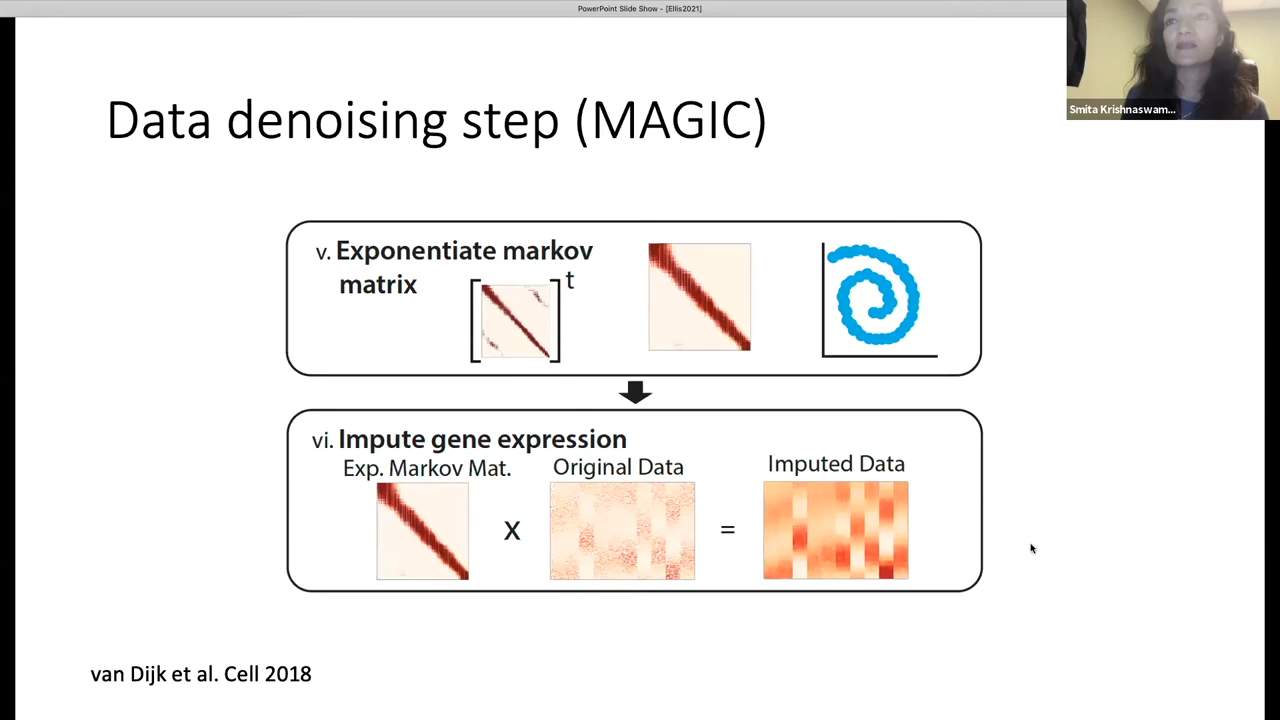 PowerPoint Slide Show - [Ellis2021]
Smita Krishnaswam...
Data denoising step (MAGIC)
v. Exponentiate markov
matrix
t
vi. Impute gene expression
Exp. Markov Mat.
Original Data
Imputed Data
x
=
van Dijk et al. Cell 2018